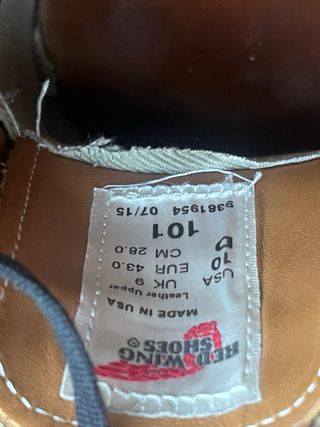 RED WING
SHOES®
MADE IN USA
Leather Upper
USA UK 9
10 EUR 43.0
D CM 28.0
101
9381954 07/15